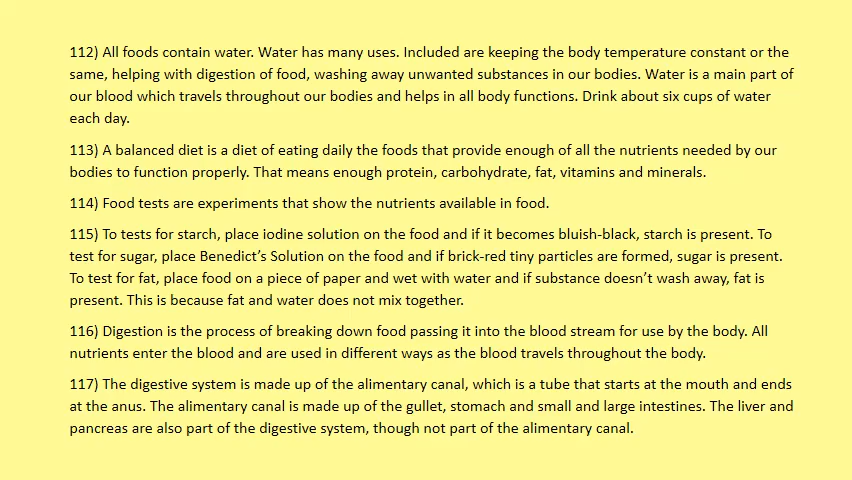 112) All foods contain water. Water has many uses. Included are keeping the body temperature constant or the
same, helping with digestion of food, washing away unwanted substances in our bodies. Water is a main part of
our blood which travels throughout our bodies and helps in all body functions. Drink about six cups of water
each day.
113) A balanced diet is a diet of eating daily the foods that provide enough of all the nutrients needed by our
bodies to function properly. That means enough protein, carbohydrate, fat, vitamins and minerals.
114) Food tests are experiments that show the nutrients available in food.
115) To tests for starch, place iodine solution on the food and if it becomes bluish-black, starch is present. To
test for sugar, place Benedict’s Solution on the food and if brick-red tiny particles are formed, sugar is present.
To test for fat, place food on a piece of paper and wet with water and if substance doesn’t wash away, fat is
present. This is because fat and water does not mix together.
116) Digestion is the process of breaking down food passing it into the blood stream for use by the body. All
nutrients enter the blood and are used in different ways as the blood travels throughout the body.
117) The digestive system is made up of the alimentary canal, which is a tube that starts at the mouth and ends
at the anus. The alimentary canal is made up of the gullet, stomach and small and large intestines. The liver and
pancreas are also part of the digestive system, though not part of the alimentary canal.